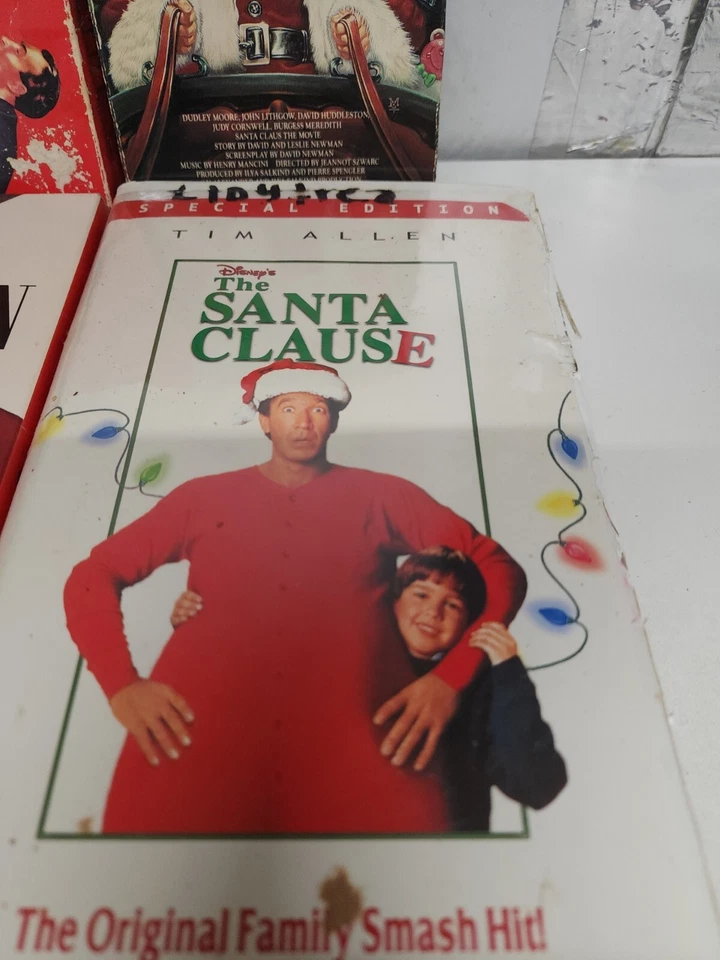 DUDLEY MOORE, JOHN LITHGOW, DAVID HUDDLESTON,
JUDY CORNWELL, BURGESS MEREDITH
SANTA CLAUS THE MOVIE
STORY BY DAVID AND LESLIE NEWMAN
SCREENPLAY BY DAVID NEWMAN
MUSIC BY HENRY MANCINI DIRECTED BY JEANNOT SZWARC
PRODUCED BY ILYA SALKIND AND PIERRE SPENGLER
SPECIAL EDITION
TIM ALLEN
Disney's
The
SANTA
CLAUSE
The Original Family Smash Hit!